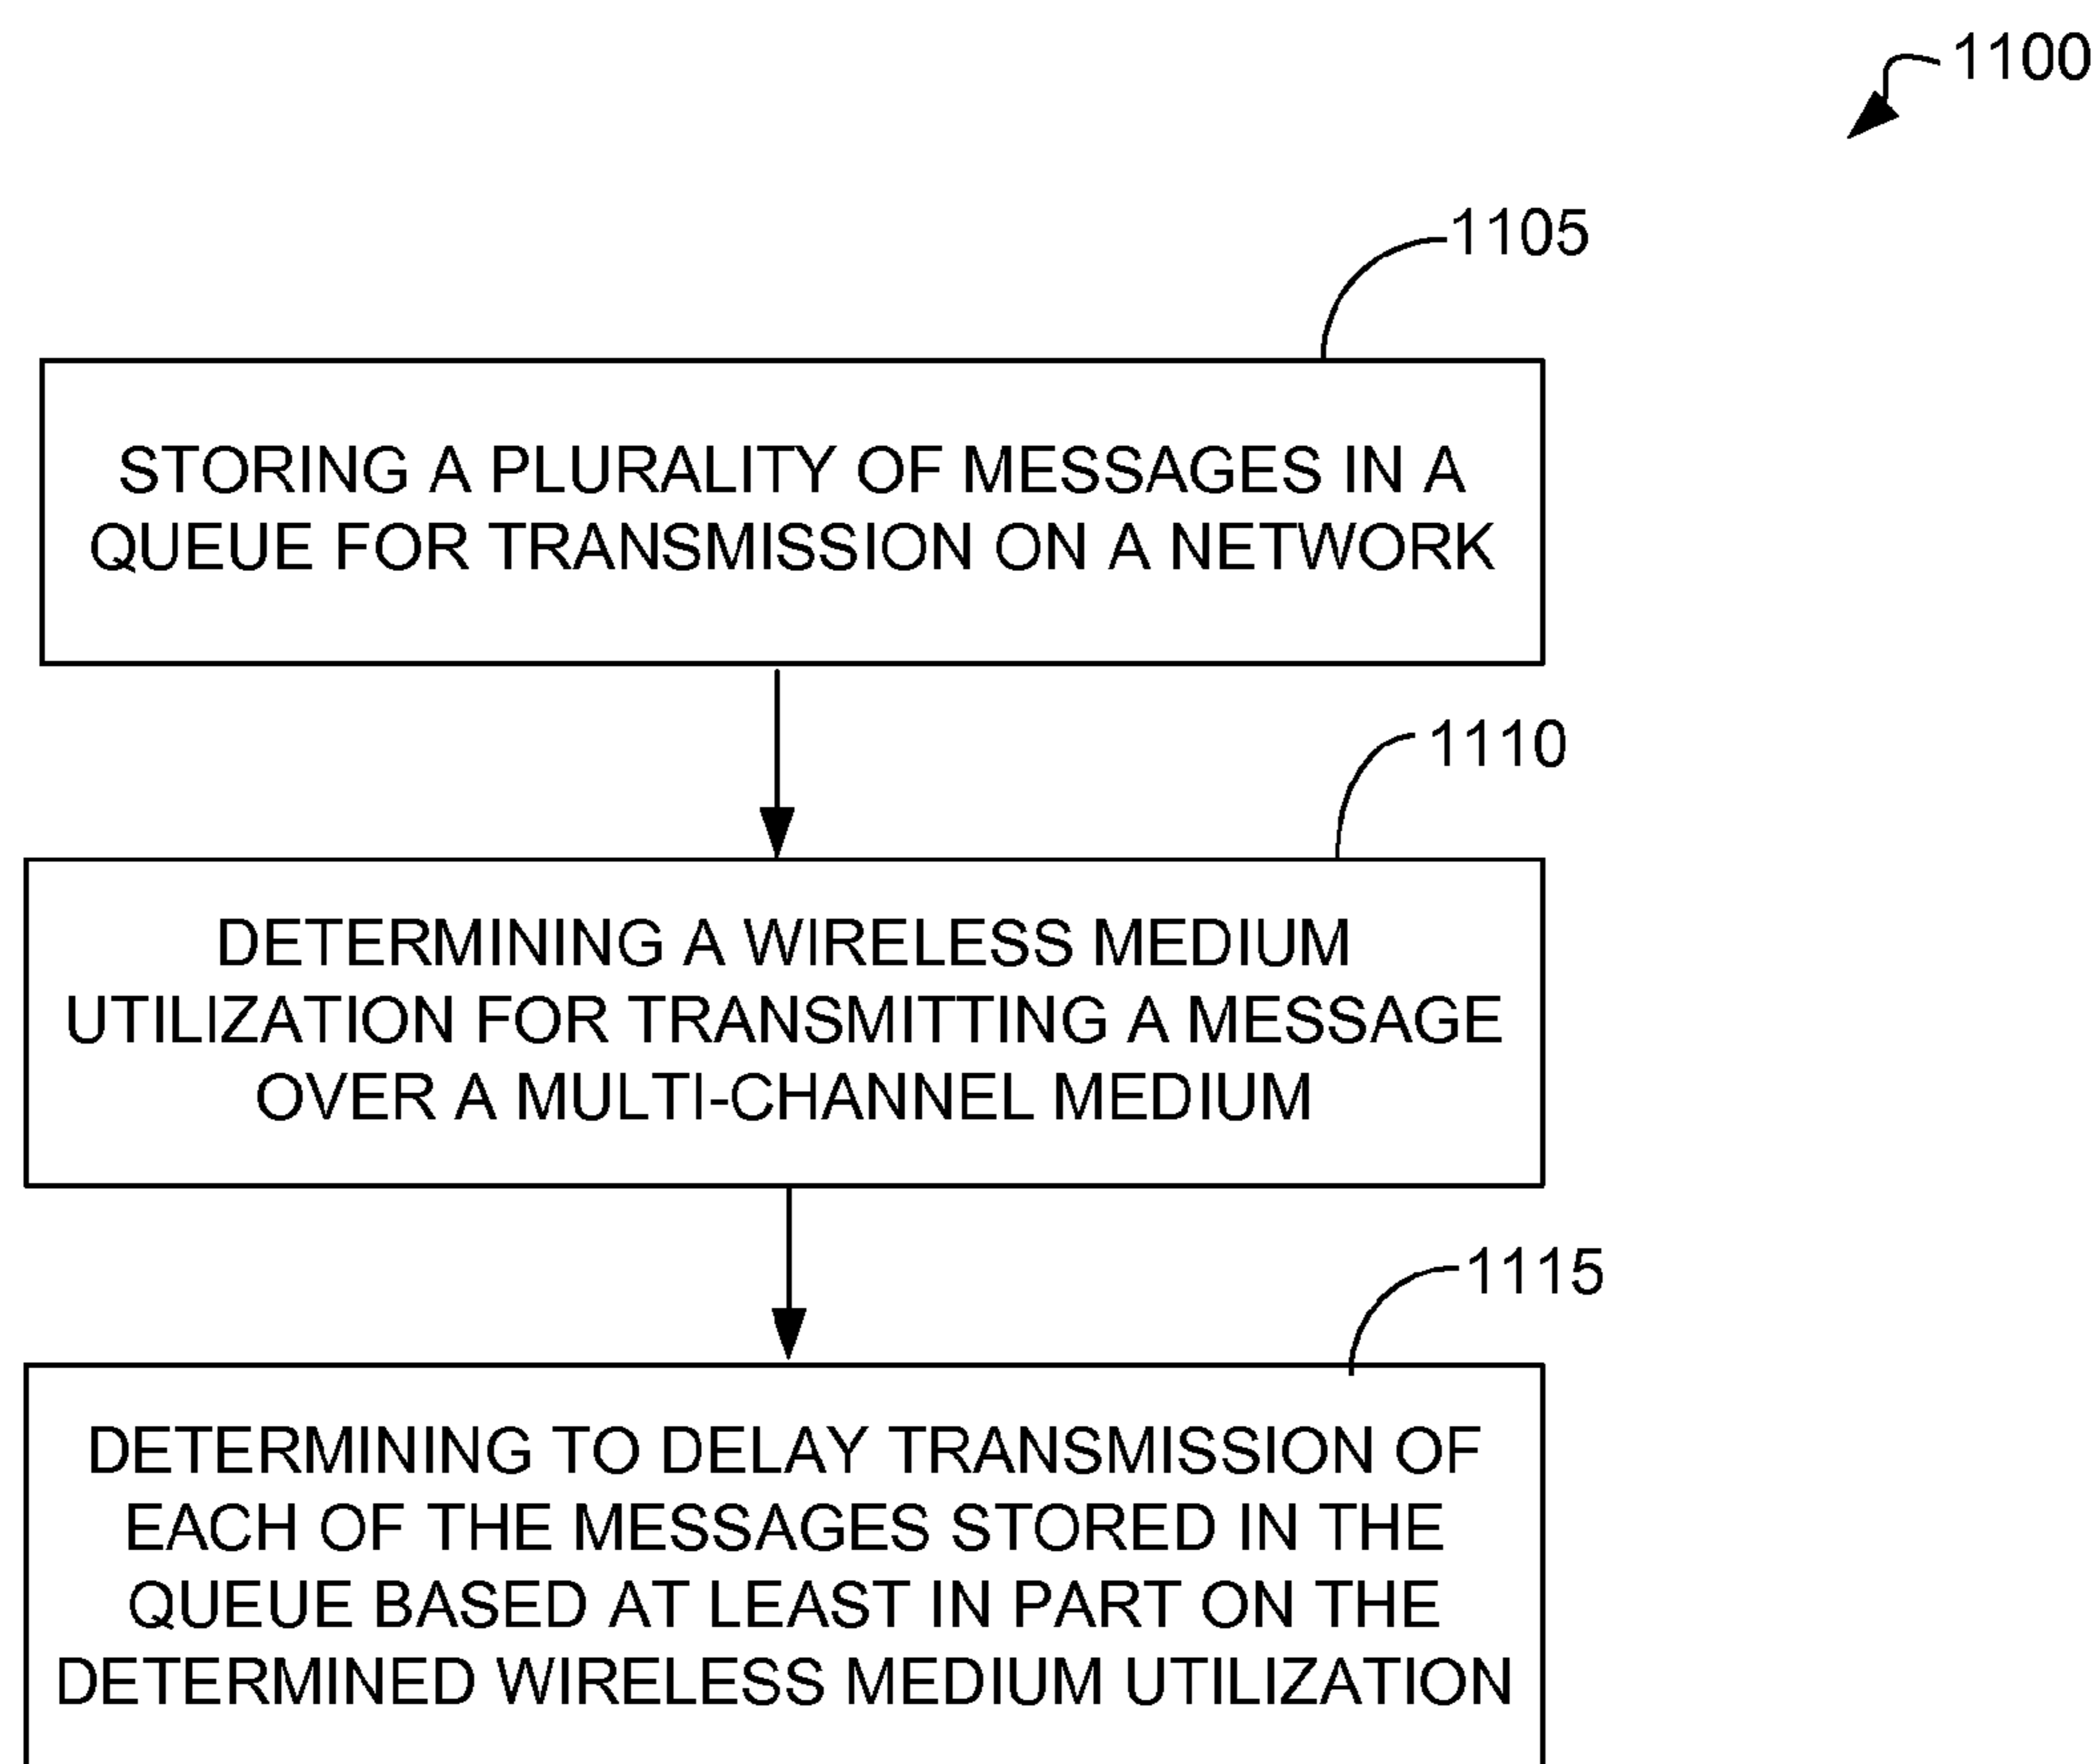 1100
1105
STORING A PLURALITY OF MESSAGES IN A
QUEUE FOR TRANSMISSION ON A NETWORK
1110
DETERMINING A WIRELESS MEDIUM
UTILIZATION FOR TRANSMITTING A MESSAGE
OVER A MULTI-CHANNEL MEDIUM
1115
DETERMINING TO DELAY TRANSMISSION OF
EACH OF THE MESSAGES STORED IN THE
QUEUE BASED AT LEAST IN PART ON THE
DETERMINED WIRELESS MEDIUM UTILIZATION